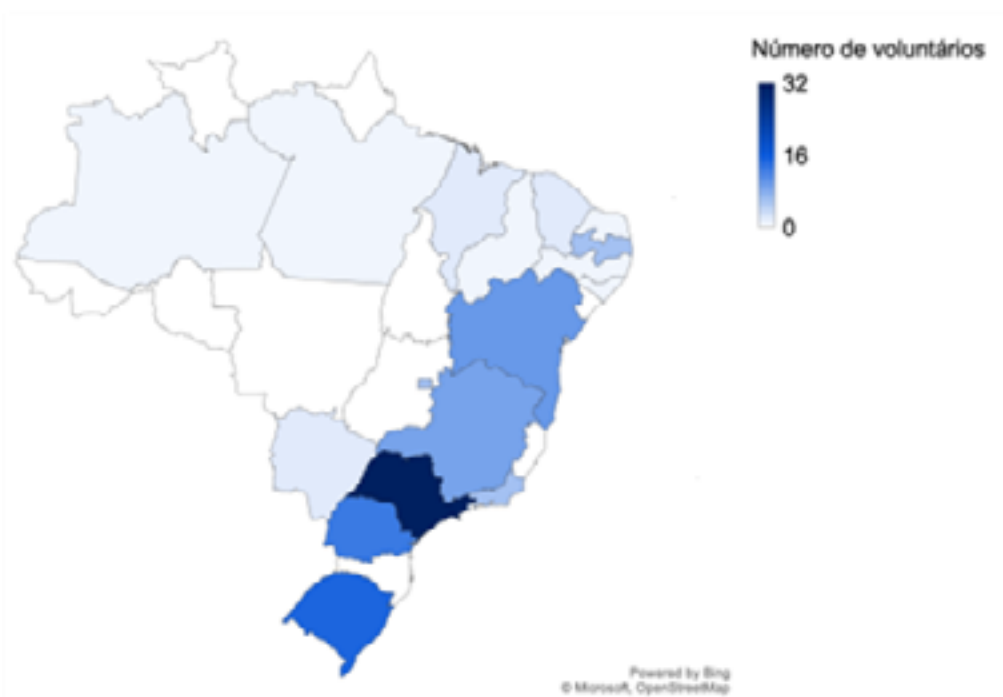 Número de voluntários
32
16
0
Powered by Bing
© Microsoft, OpenStreetMap